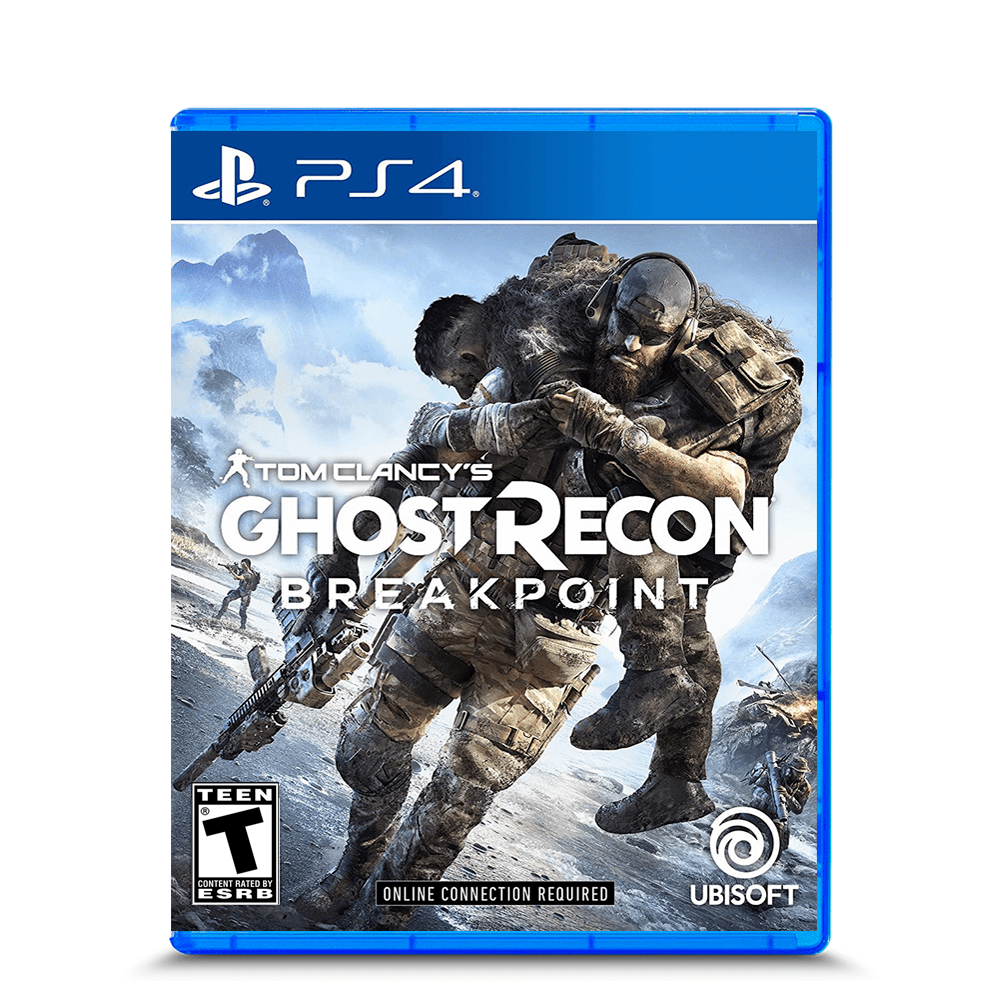 PS4
TOM CLANCY'S
GHOST RECON
BREAKPOINT
TEEN
T
CONTENT RATED BY
ESRB
ONLINE CONNECTION REQUIRED
UBISOFT